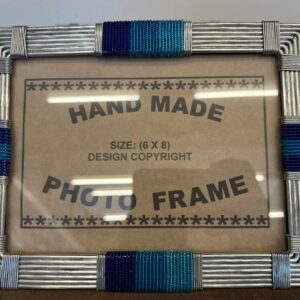 HAND MADE
SIZE: (6 X 8)
DESIGN COPYRIGHT
PHOTO FRAME